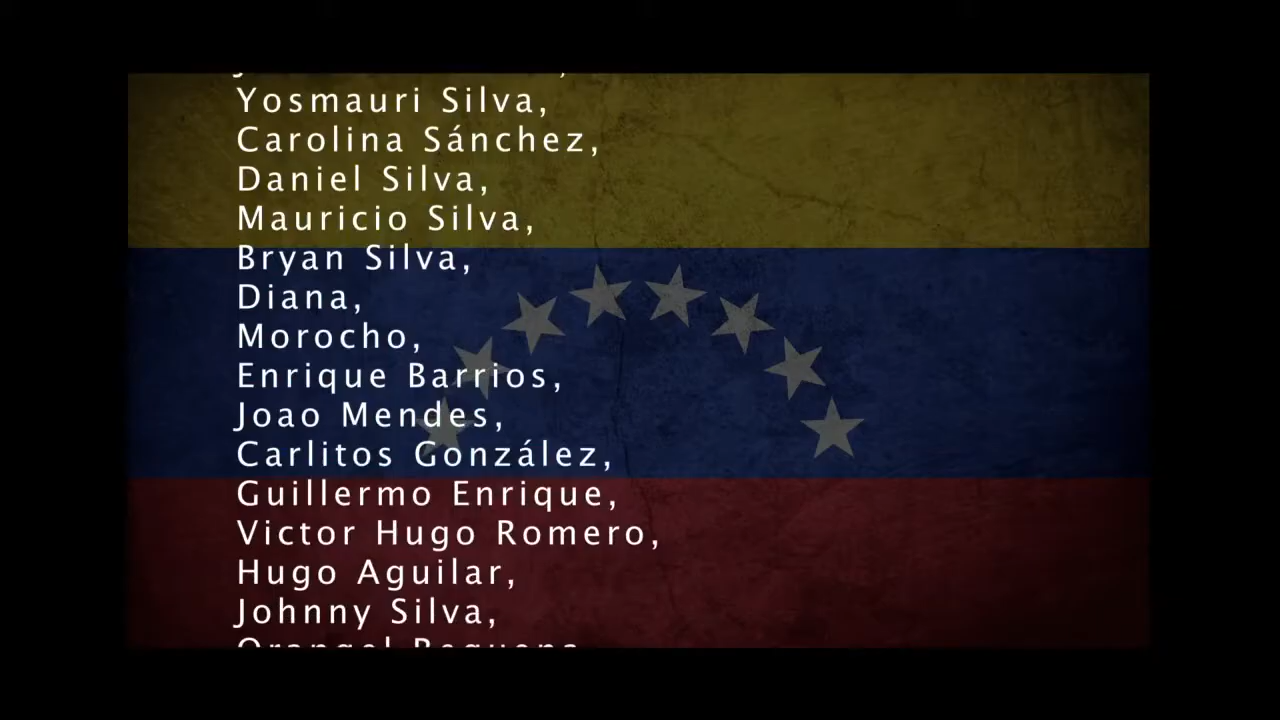 Yosmauri Silva,
Carolina Sánchez,
Daniel Silva,
Mauricio Silva,
Bryan Silva,
Diana,
Morocho,
Enrique Barrios,
Joao Mendes,
Carlitos González,
Guillermo Enrique,
Victor Hugo Romero,
Hugo Aguilar,
Johnny Silva,